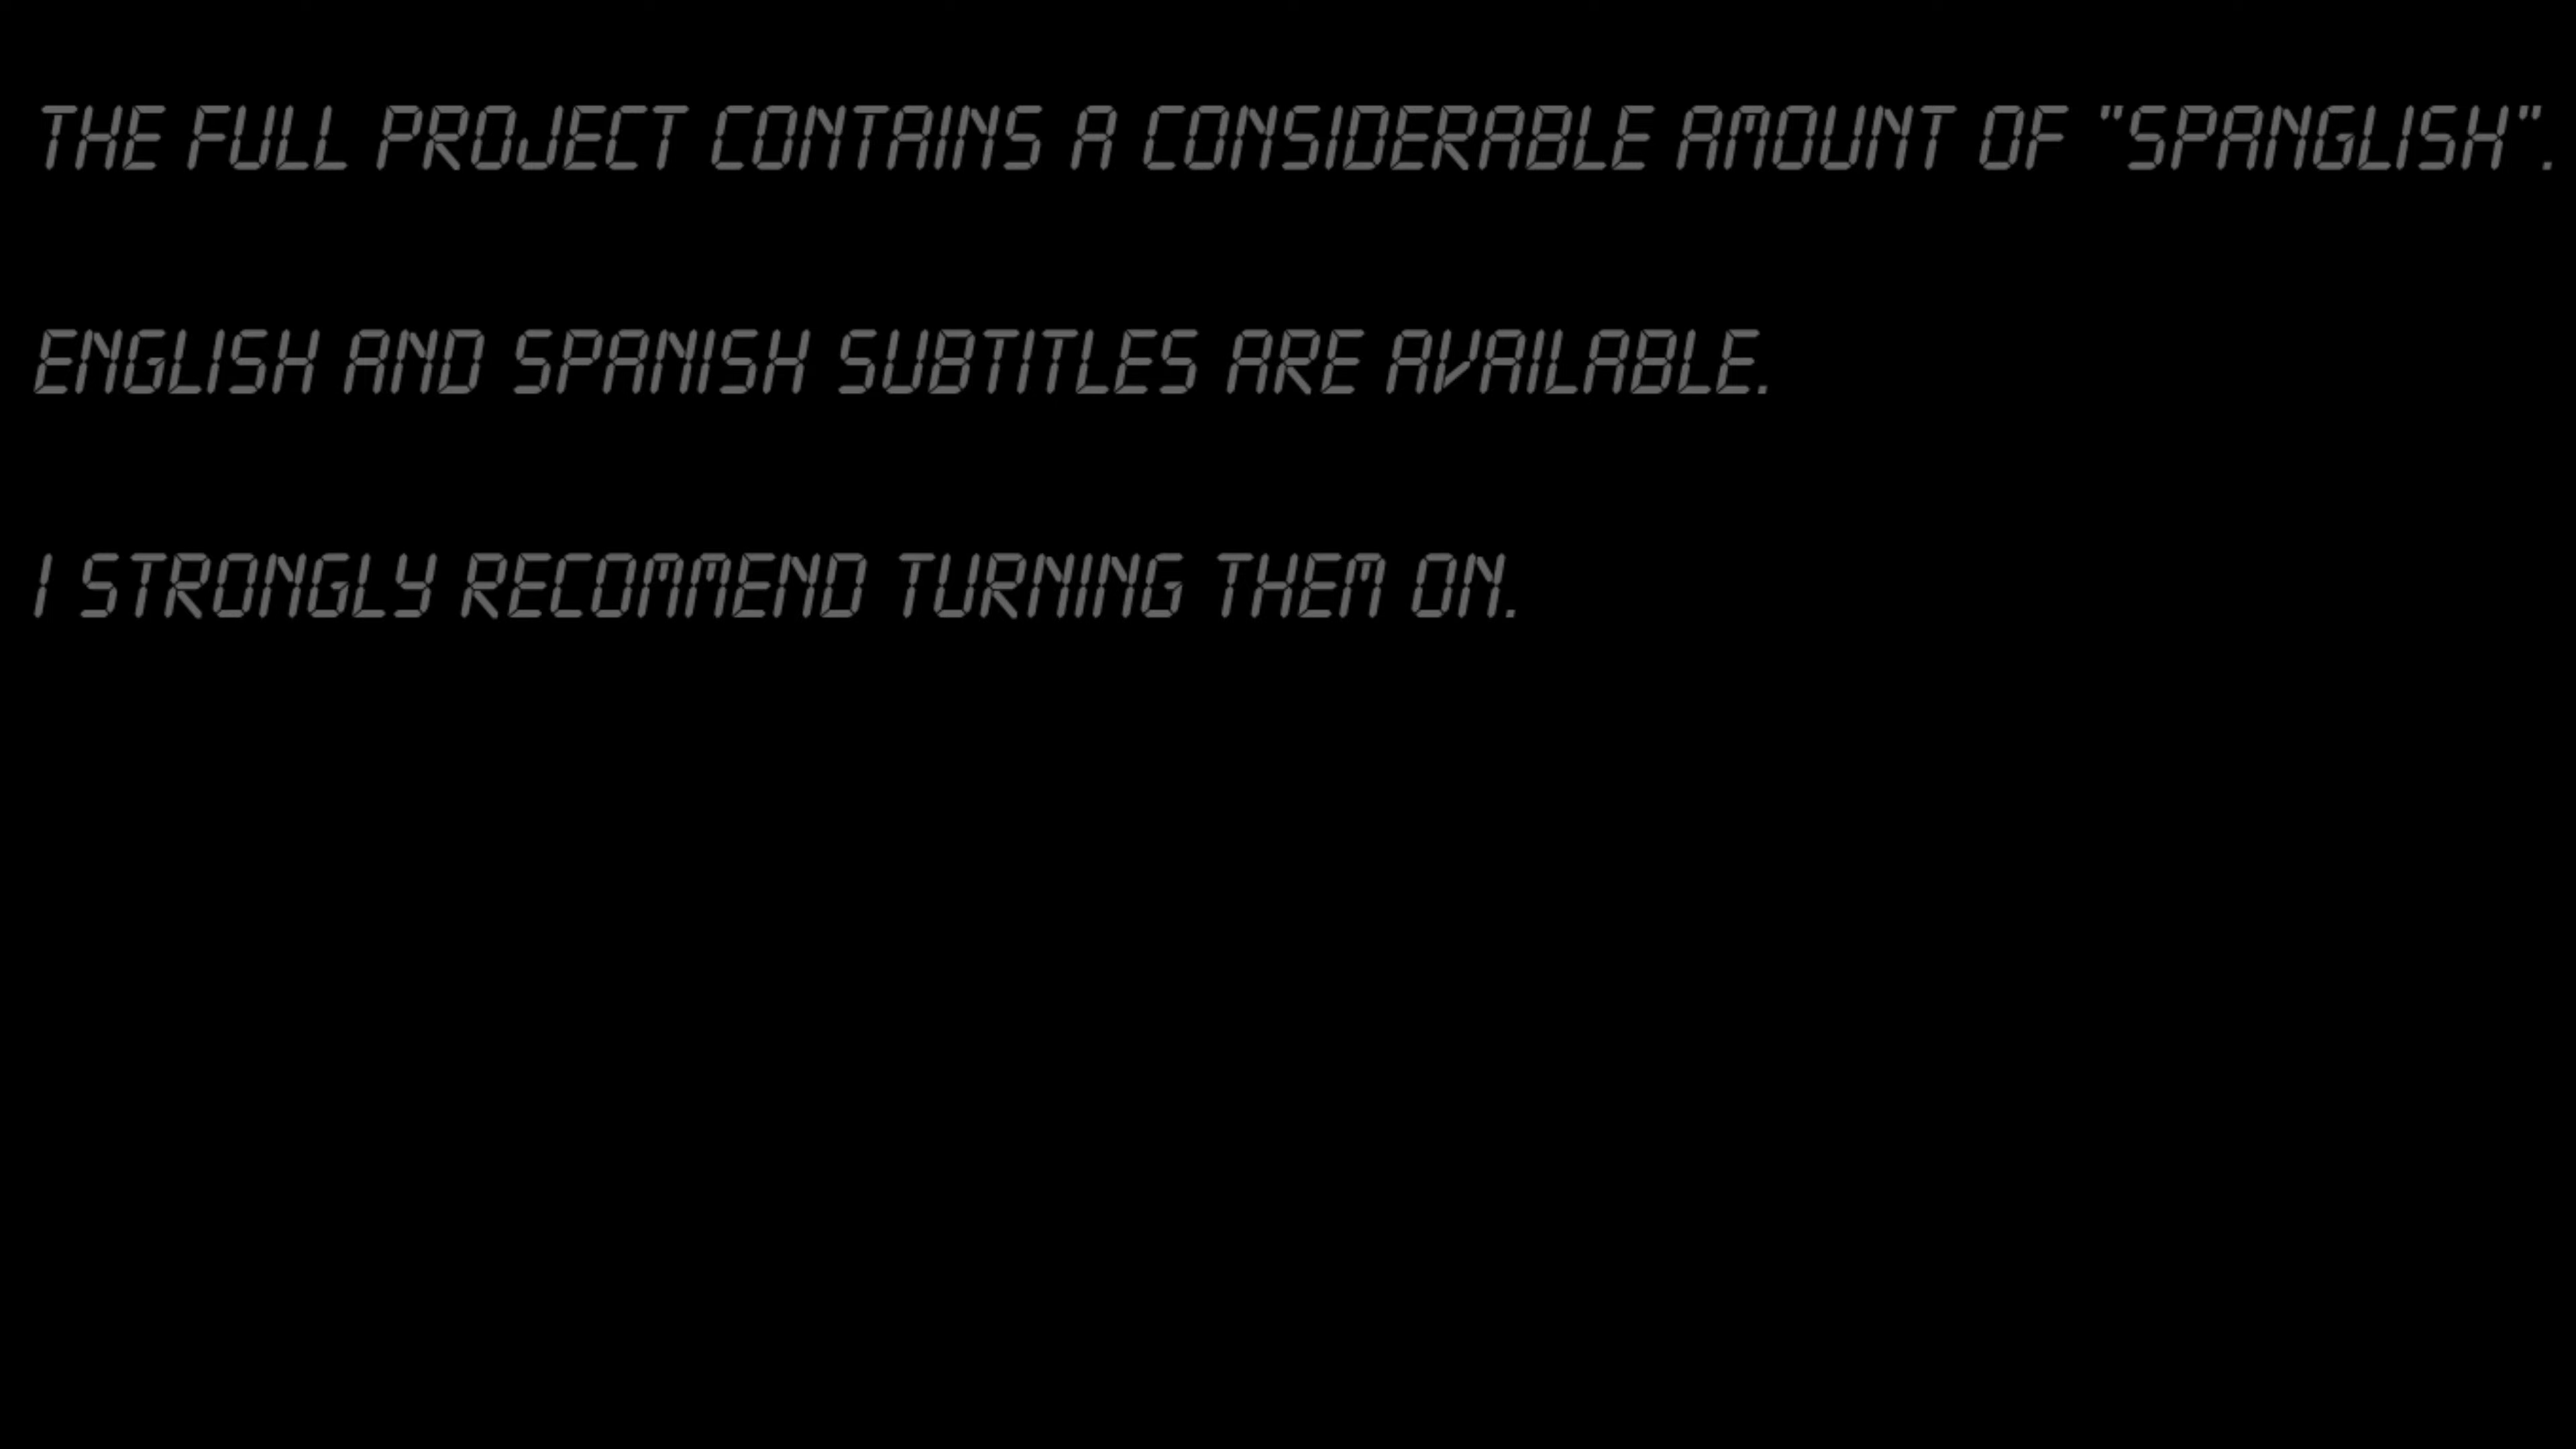 THE FULL PROJECT CONTAINS A CONSIDERABLE AMOUNT OF "SPANGLISH".
ENGLISH AND SPANISH SUBTITLES ARE AVAILABLE.
I STRONGLY RECOMMEND TURNING THEM ON.